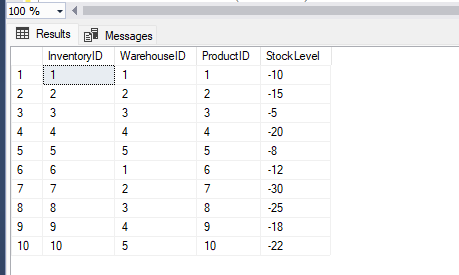 100 %
Results Messages
InventoryID WarehouseID ProductID StockLevel
1 1 1 1 -10
2 2 2 2 -15
3 3 3 3 -5
4 4 4 4 -20
5 5 5 5 -8
6 6 1 6 -12
7 7 2 7 -30
8 8 3 8 -25
9 9 4 9 -18
10 10 5 10 -22